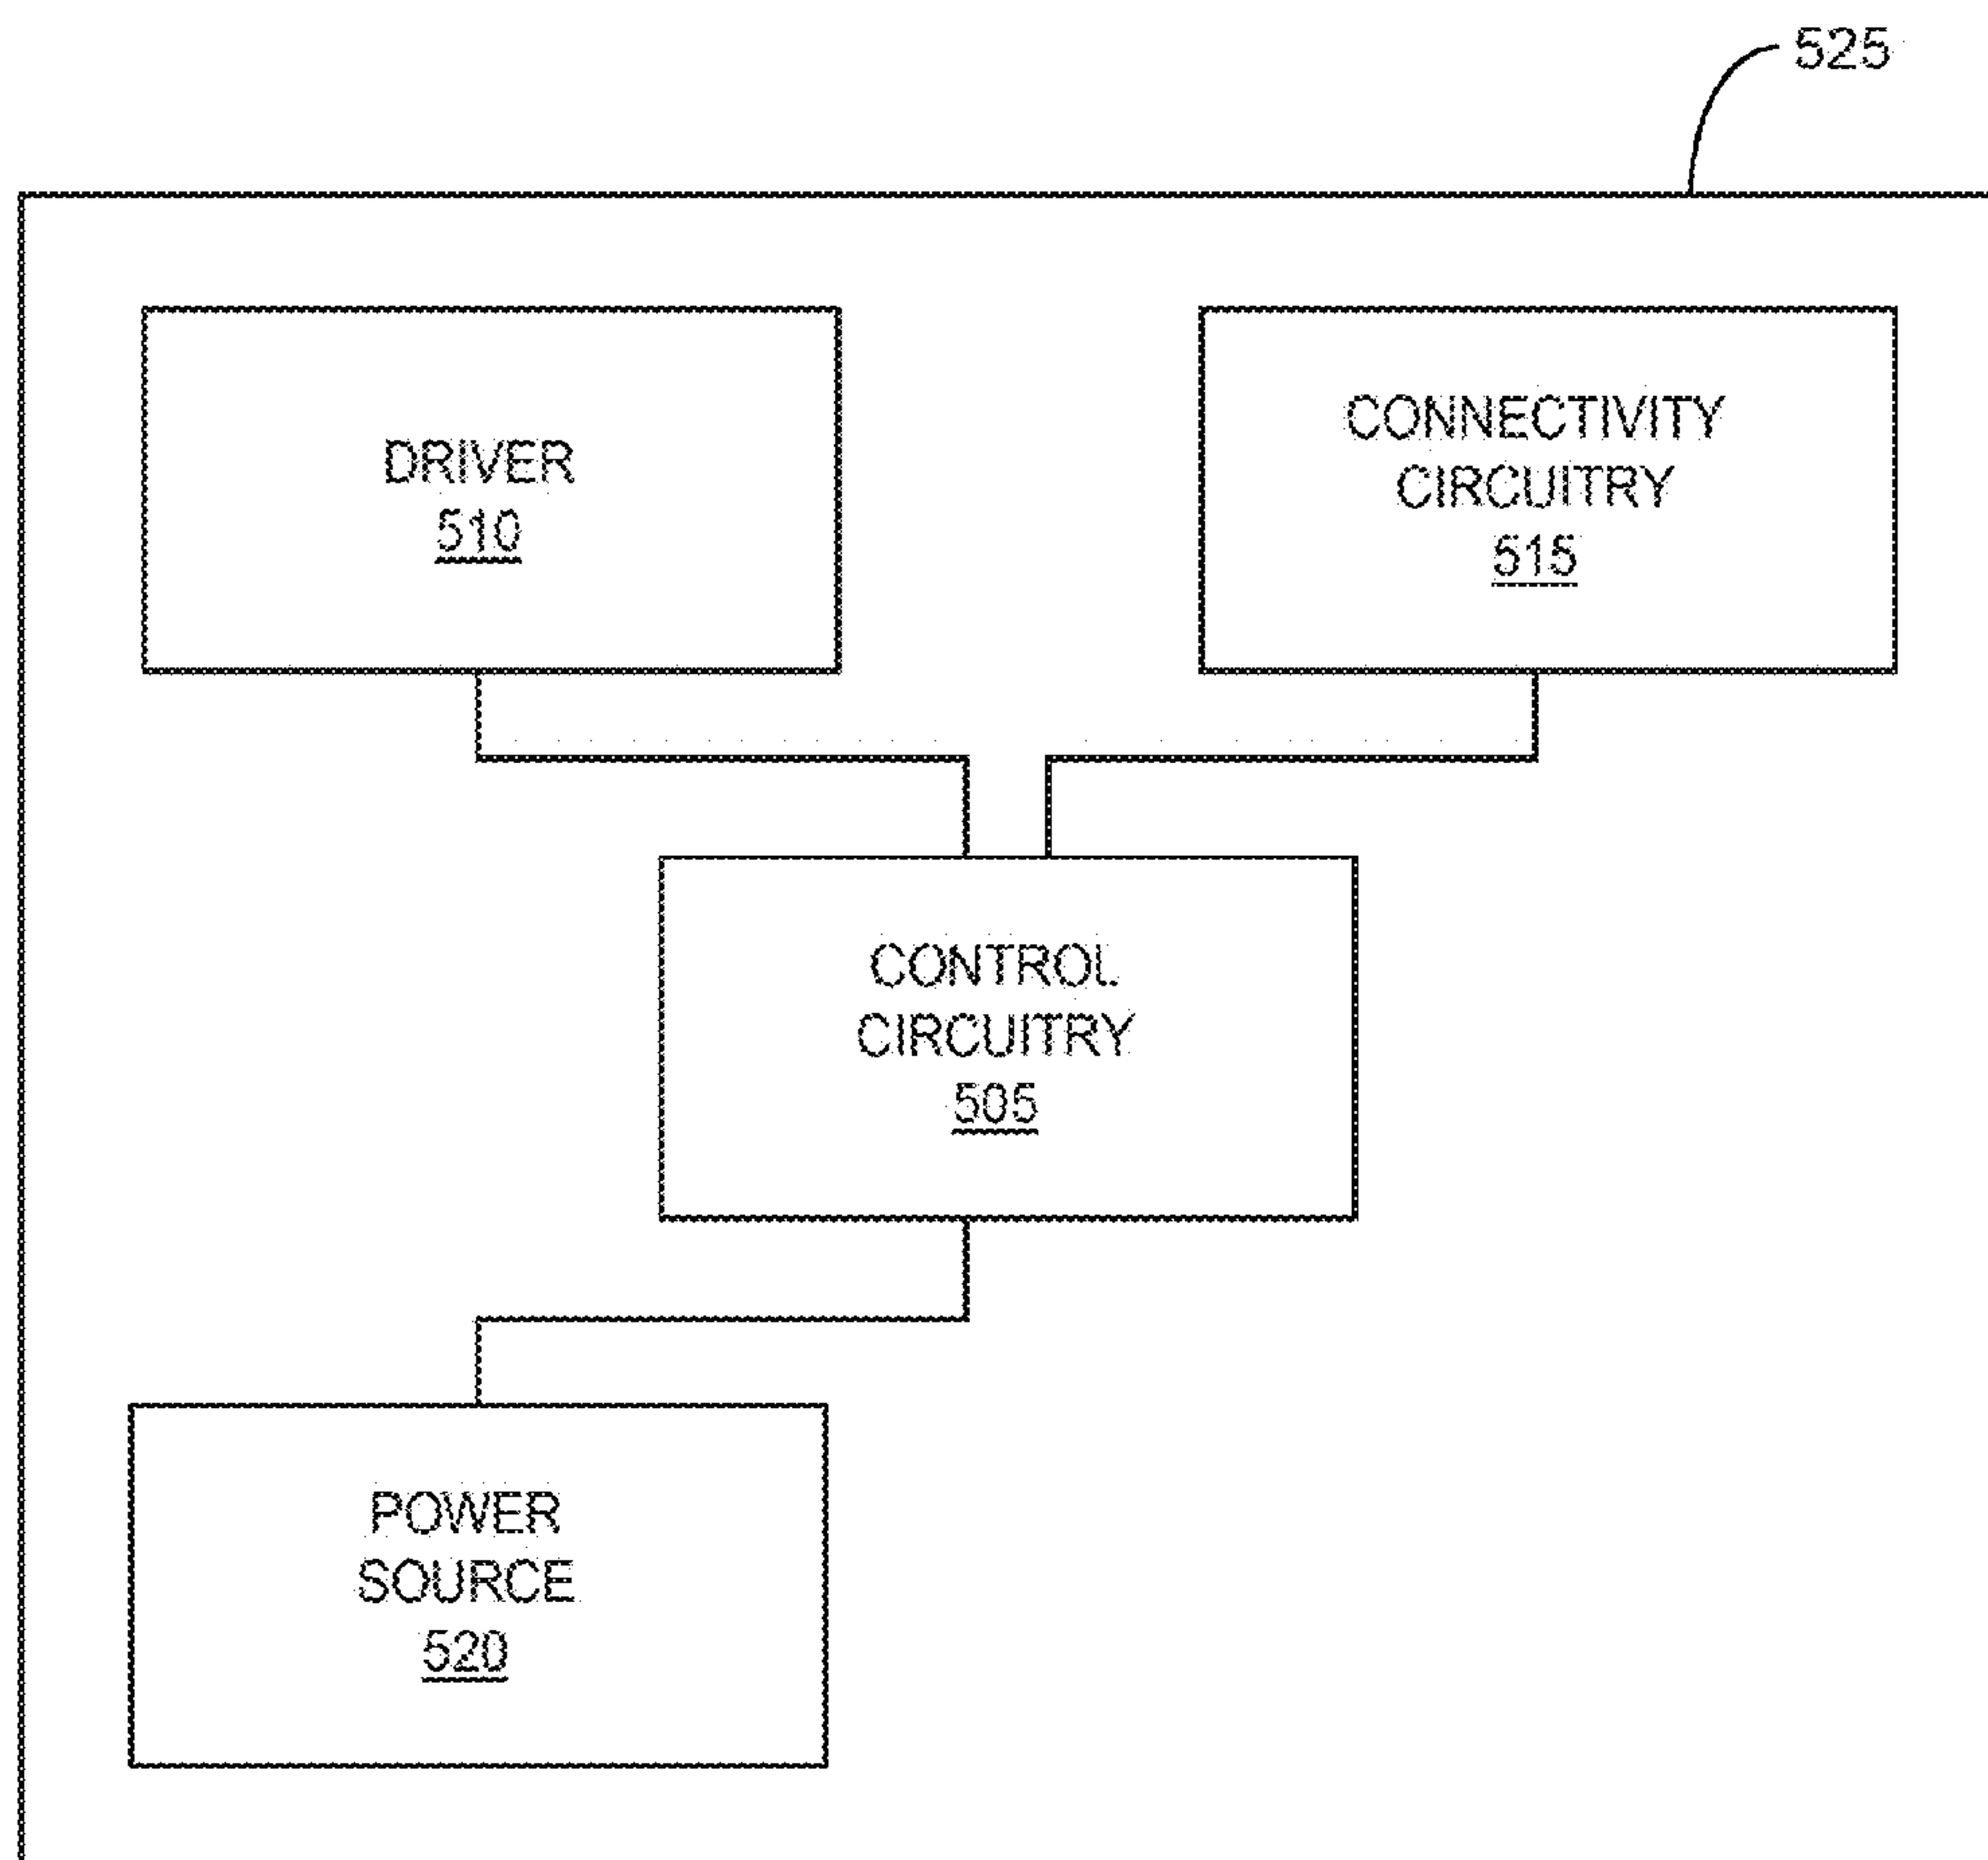 525
DRIVER
510
CONNECTIVITY
CIRCUITRY
515
CONTROL
CIRCUITRY
505
POWER
SOURCE
520